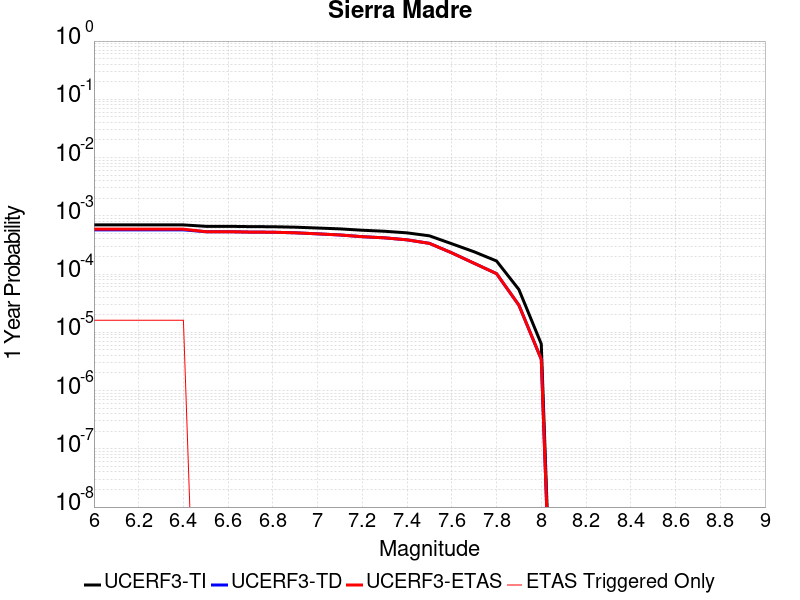 Sierra Madre
10^0
10^-1
10^-2
10^-3
10^-4
10^-5
10^-6
10^-7
10^-8
1 Year Probability
6 6.2 6.4 6.6 6.8 7 7.2 7.4 7.6 7.8 8 8.2 8.4 8.6 8.8 9
Magnitude
UCERF3-TI UCERF3-TD UCERF3-ETAS ETAS Triggered Only